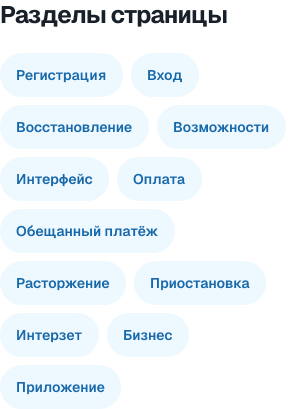 Разделы страницы
Регистрация Вход
Восстановление Возможности
Интерфейс Оплата
Обещанный платёж
Расторжение Приостановка
Интерзет Бизнес
Приложение